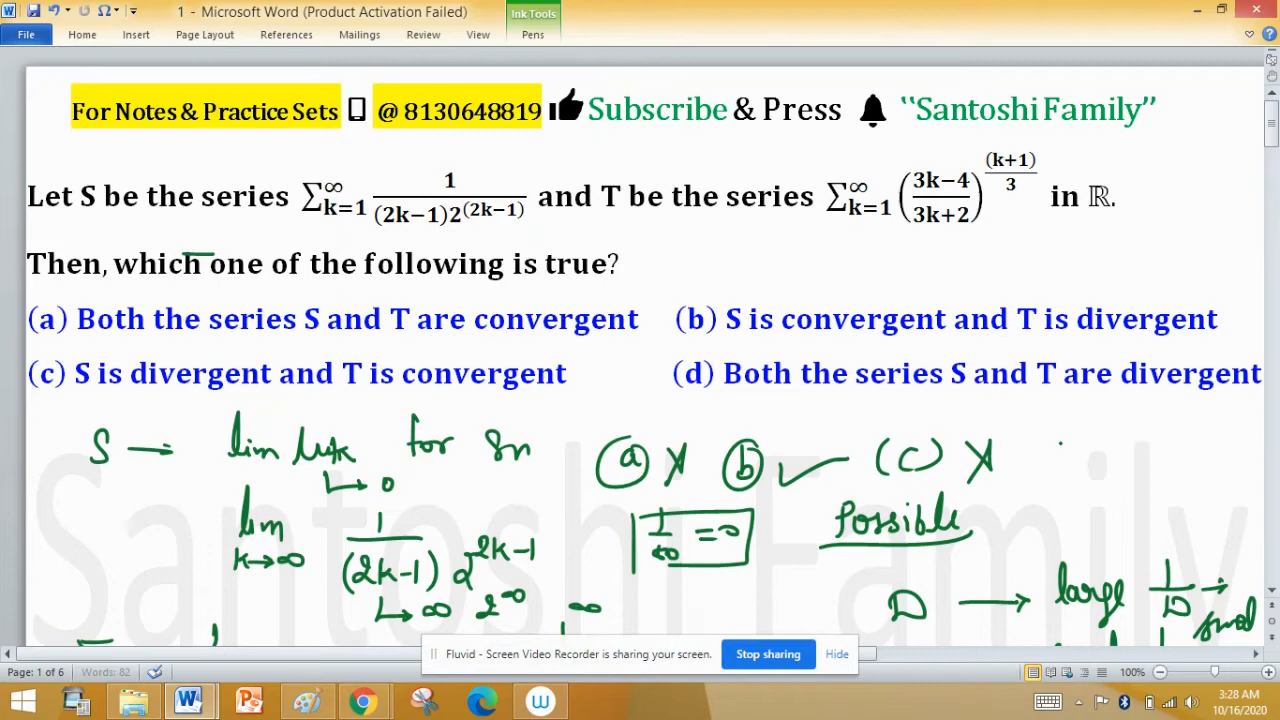 1 - Microsoft Word (Product Activation Failed)
Ink Tools
File Home Insert Page Layout References Mailings Review View Pens
For Notes & Practice Sets @ 8130648819 Subscribe & Press "Santoshi Family"
Let S be the series ∑_{k=1}^{∞} 1/((2k−1)2^{(2k−1)}) and T be the series ∑_{k=1}^{∞} ((3k−4)/(3k+2))^{(k+1)/3} in ℝ.
Then, which one of the following is true?
(a) Both the series S and T are convergent (b) S is convergent and T is divergent
(c) S is divergent and T is convergent (d) Both the series S and T are divergent
S → lim for Sn (a) ✗ (b) ✓ (c) ✗
↳ → 0
lim k→∞ 1/((2k−1) 2^{2k−1}) 1/∞ = 0 Possible
↳ ∞ 2^∞ ∞ D → large 1/D →
Santoshi Family
Fluvid - Screen Video Recorder is sharing your screen. Stop sharing Hide
Page: 1 of 6 Words: 82 100%
3:28 AM
10/16/2020